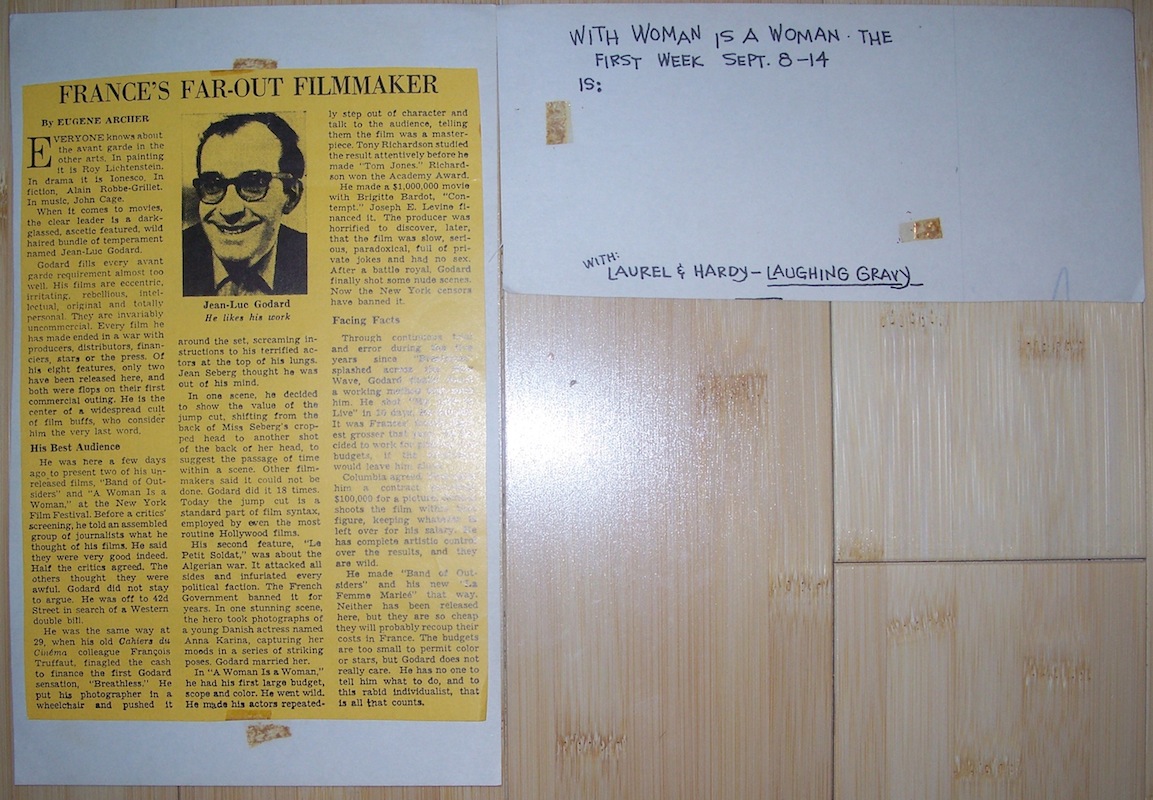 FRANCE'S FAR-OUT FILMMAKER
By EUGENE ARCHER
EVERYONE knows about
the avant garde in the
other arts. In painting
it is Roy Lichtenstein.
In drama it is Ionesco. In
fiction, Alain Robbe-Grillet.
In music, John Cage.
When it comes to movies,
the clear leader is a dark-
glassed, ascetic featured, wild
haired bundle of temperament
named Jean-Luc Godard.
Godard fills every avant
garde requirement almost too
well. His films are eccentric,
irritating, rebellious, intel-
lectual, original and totally
personal. They are invariably
uncommercial. Every film he
has made ended in a war with
producers, distributors, finan-
ciers, stars or the press. Of
his eight features, only two
have been released here, and
both were flops on their first
commercial outing. He is the
center of a widespread cult
of film buffs, who consider
him the very last word.
His Best Audience
He was here a few days
ago to present two of his un-
released films, "Band of Out-
siders" and "A Woman Is a
Woman," at the New York
Film Festival. Before a critics'
screening, he told an assembled
group of journalists what he
thought of his films. He said
they were very good indeed.
Half the critics agreed. The
others thought they were
awful. Godard did not stay
to argue. He was off to 42d
Street in search of a Western
double bill.
He was the same way at
29, when his old Cahiers du
Cinéma colleague François
Truffaut, finagled the cash
to finance the first Godard
sensation, "Breathless." He
put his photographer in a
wheelchair and pushed it
Jean-Luc Godard
He likes his work
around the set, screaming in-
structions to his terrified ac-
tors at the top of his lungs.
Jean Seberg thought he was
out of his mind.
In one scene, he decided
to show the value of the
jump cut, shifting from the
back of Miss Seberg's crop-
ped head to another shot
of the back of her head, to
suggest the passage of time
within a scene. Other film-
makers said it could not be
done. Godard did it 18 times.
Today the jump cut is a
standard part of film syntax,
employed by even the most
routine Hollywood films.
His second feature, "Le
Petit Soldat," was about the
Algerian war. It attacked all
sides and infuriated every
political faction. The French
Government banned it for
years. In one stunning scene,
the hero took photographs of
a young Danish actress named
Anna Karina, capturing her
moods in a series of striking
poses. Godard married her.
In "A Woman Is a Woman,"
he had his first large budget,
scope and color. He went wild.
He made his actors repeated-
ly step out of character and
talk to the audience, telling
them the film was a master-
piece. Tony Richardson studied
the result attentively before he
made "Tom Jones." Richard-
son won the Academy Award.
He made a $1,000,000 movie
with Brigitte Bardot, "Con-
tempt." Joseph E. Levine fi-
nanced it. The producer was
horrified to discover, later,
that the film was slow, seri-
ous, paradoxical, full of pri-
vate jokes and had no sex.
After a battle royal, Godard
finally shot some nude scenes.
Now the New York censors
have banned it.
Facing Facts
Through continuous
and error during the
years since
splashed across
Wave, Godard
a working method
him. He shot
Live" in 20 days.
It was Frances'
est grosser that
cided to work for
budgets, if the
would leave him
Columbia agreed,
him a contract.
$100,000 for a picture.
shoots the film within
figure, keeping whatever is
left over for his salary. He
has complete artistic control
over the results, and they
are wild.
He made "Band of Out-
siders" and his new "La
Femme Marieé" that way.
Neither has been released
here, but they are so cheap
they will probably recoup their
costs in France. The budgets
are too small to permit color
or stars, but Godard does not
really care. He has no one to
tell him what to do, and to
this rabid individualist, that
is all that counts.
WITH WOMAN IS A WOMAN · THE
FIRST WEEK SEPT. 8-14
IS:
WITH:
LAUREL & HARDY - LAUGHING GRAVY